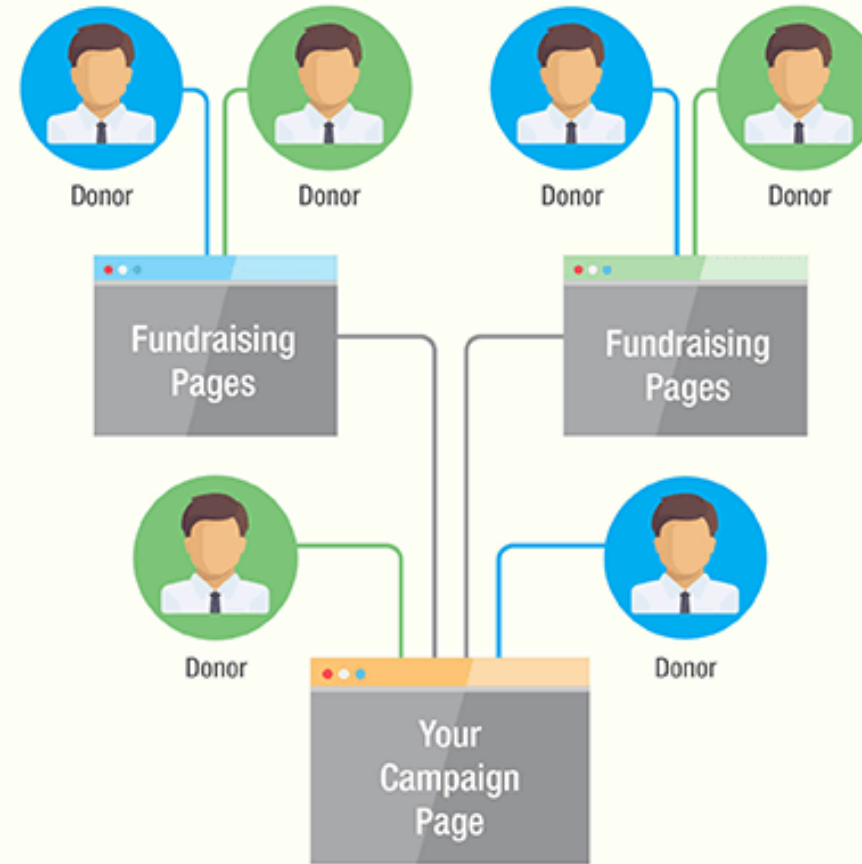 Donor
Donor
Donor
Donor
Fundraising
Pages
Fundraising
Pages
Donor
Donor
Your
Campaign
Page